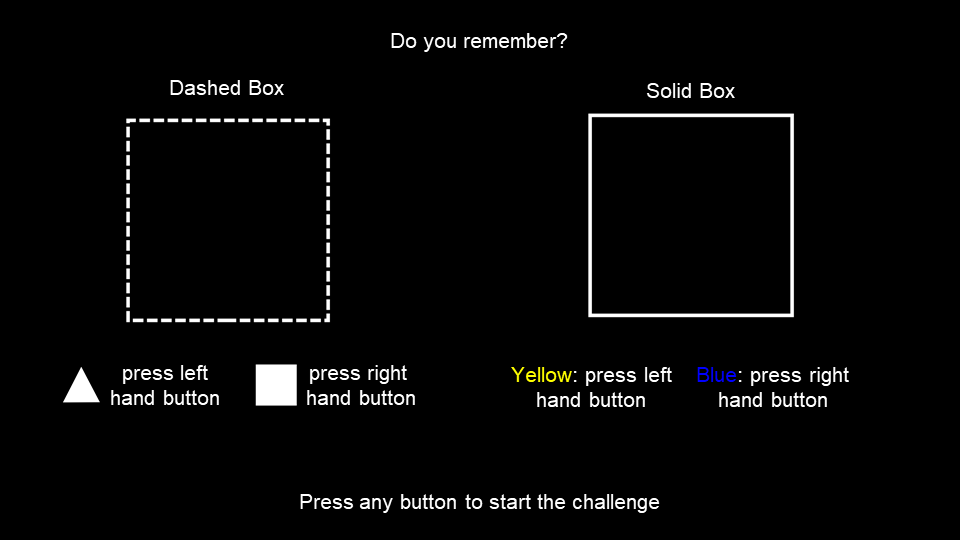 Do you remember?
Dashed Box
Solid Box
press left
hand button
press right
hand button
Yellow: press left
hand button
Blue: press right
hand button
Press any button to start the challenge